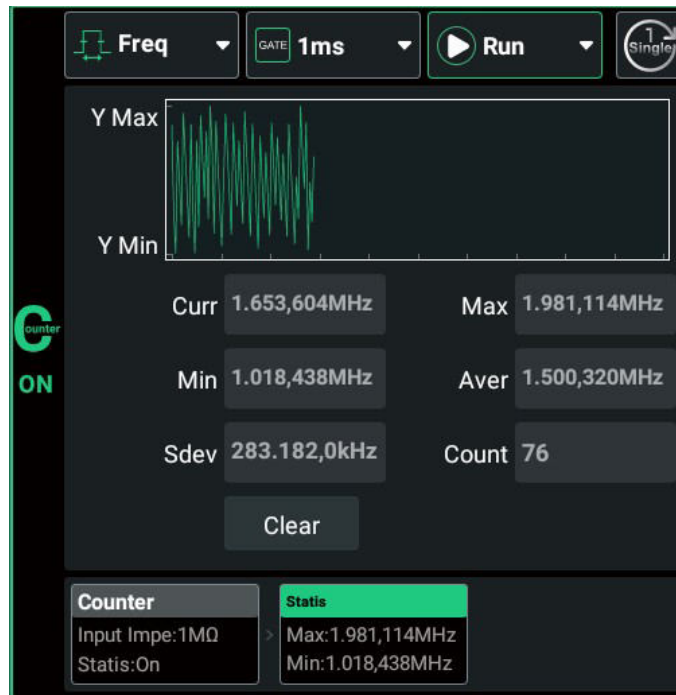 Freq
GATE 1ms
Run
1
Single
Y Max
Y Min
Curr 1.653,604MHz
Max 1.981,114MHz
Min 1.018,438MHz
Aver 1.500,320MHz
Sdev 283.182,0kHz
Count 76
Clear
Counter
ON
Counter
Input Impe:1MΩ
Statis:On
Statis
Max:1.981,114MHz
Min:1.018,438MHz